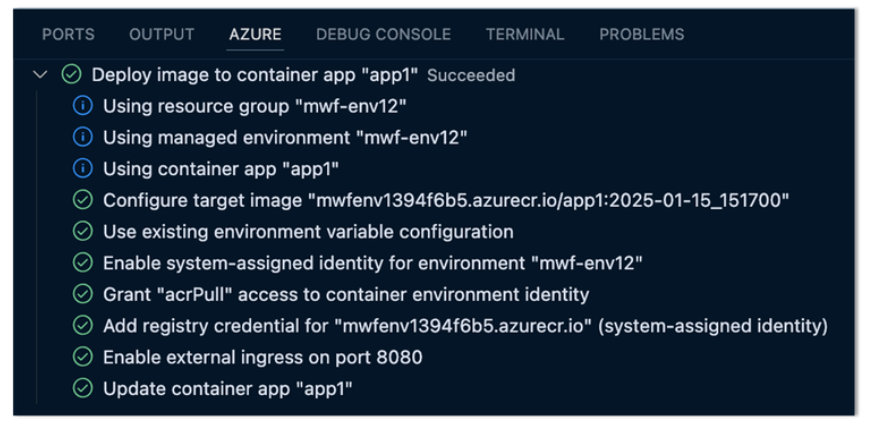 PORTS OUTPUT AZURE DEBUG CONSOLE TERMINAL PROBLEMS
Deploy image to container app "app1" Succeeded
Using resource group "mwf-env12"
Using managed environment "mwf-env12"
Using container app "app1"
Configure target image "mwfenv1394f6b5.azurecr.io/app1:2025-01-15_151700"
Use existing environment variable configuration
Enable system-assigned identity for environment "mwf-env12"
Grant "acrPull" access to container environment identity
Add registry credential for "mwfenv1394f6b5.azurecr.io" (system-assigned identity)
Enable external ingress on port 8080
Update container app "app1"